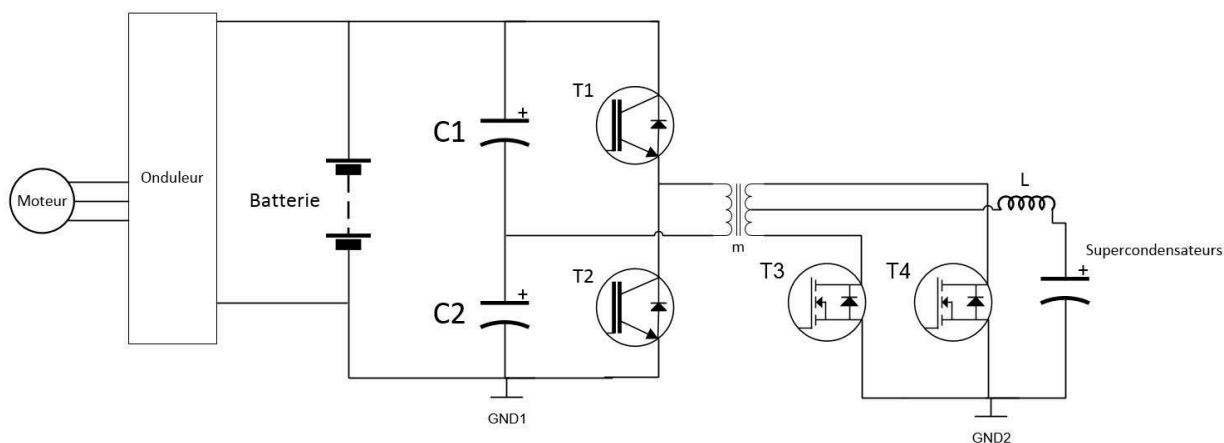 Moteur
Onduleur
Batterie
C1
+
C2
+
T1
T2
m
T3
T4
L
+
Supercondensateurs
GND1
GND2